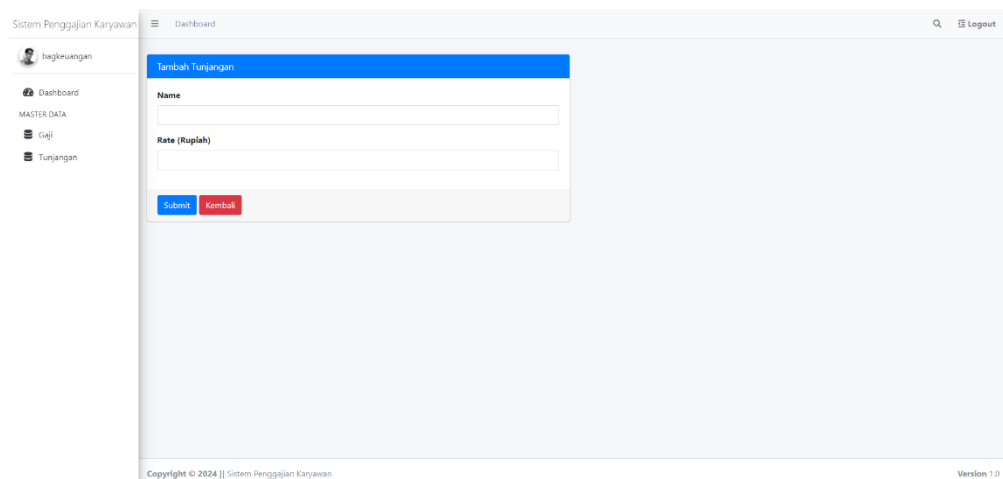 Sistem Penggajian Karyawan
Dashboard
Logout
bagkeuangan
Dashboard
MASTER DATA
Gaji
Tunjangan
Tambah Tunjangan
Name
Rate (Rupiah)
Submit
Kembali
Copyright © 2024 || Sistem Penggajian Karyawan
Version 1.0